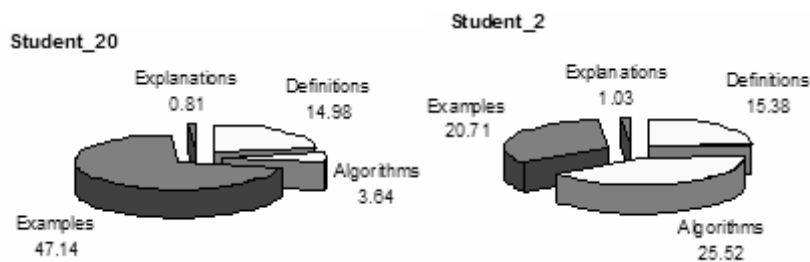 Student_20
Explanations
0.81
Definitions
14.98
Algorithms
3.64
Examples
47.14
Student_2
Explanations
1.03
Definitions
15.38
Examples
20.71
Algorithms
25.52